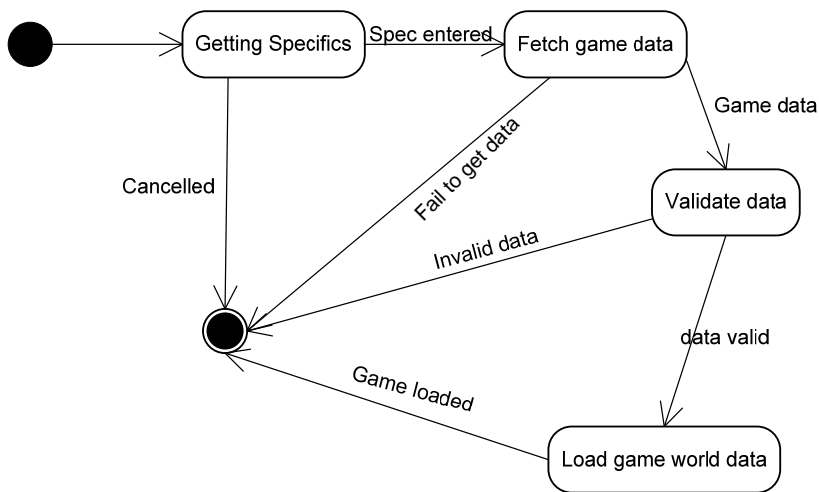 Getting Specifics
Spec entered
Fetch game data
Game data
Cancelled
Fail to get data
Validate data
Invalid data
data valid
Game loaded
Load game world data